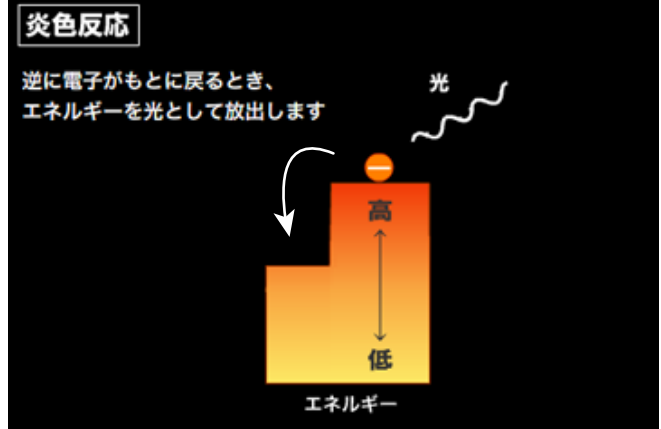 炎色反応
逆に電子がもとに戻るとき、
エネルギーを光として放出します
光
高
低
エネルギー